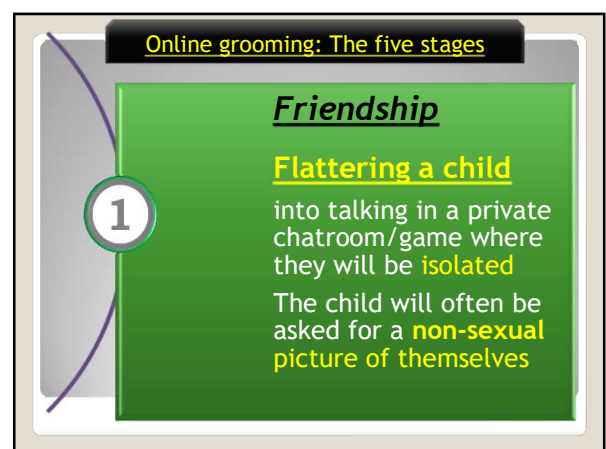 Online grooming: The five stages
Friendship
Flattering a child
1
into talking in a private
chatroom/game where
they will be isolated
The child will often be
asked for a non-sexual
picture of themselves